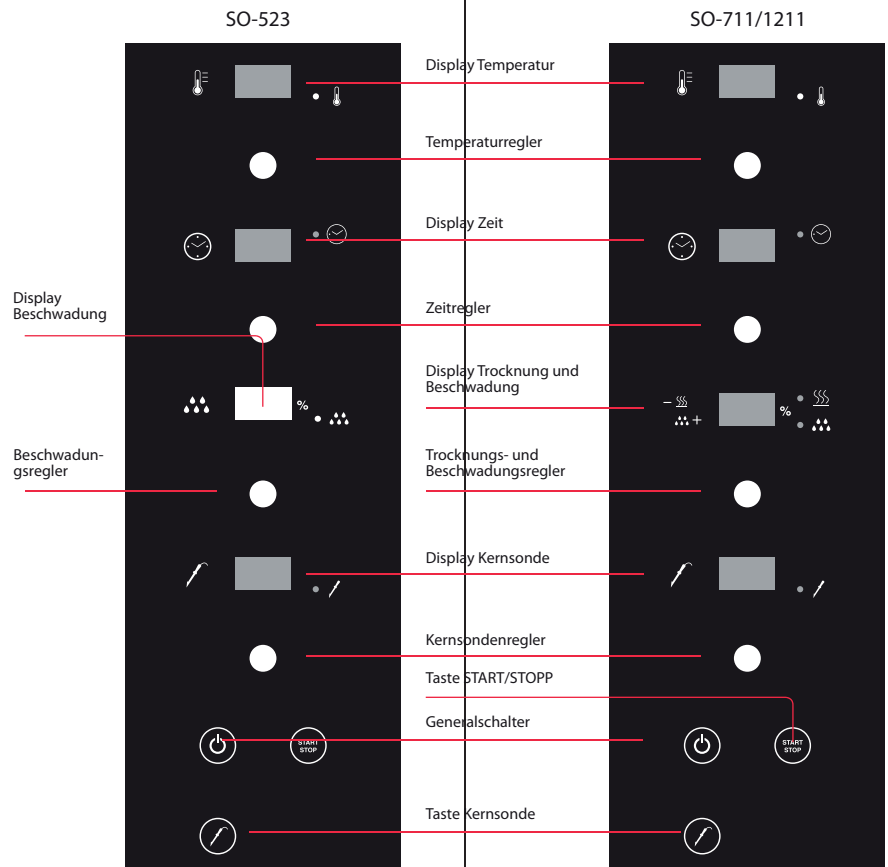 SO-523
SO-711/1211
Display Temperatur
Temperaturregler
Display Zeit
Display
Beschwadung
Zeitregler
Display Trocknung und
Beschwadung
%
%
Beschwadun-
gsregler
Trocknungs- und
Beschwadungsregler
Display Kernsonde
Kernsondenregler
Taste START/STOPP
Generalschalter
START
STOP
START
STOP
Taste Kernsonde